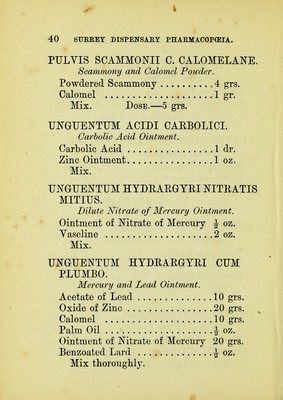 40 SURREY DISPENSARY PHARMACOPŒIA.
PULVIS SCAMMONII C. CALOMELANE.
Scammony and Calomel Powder.
Powdered Scammony ..........4 grs.
Calomel ....................1 gr.
Mix. DOSE.—5 grs.
UNGUENTUM ACIDI CARBOLICI.
Carbolic Acid Ointment.
Carbolic Acid ................1 dr.
Zinc Ointment................1 oz.
Mix.
UNGUENTUM HYDRARGYRI NITRATIS
MITIUS.
Dilute Nitrate of Mercury Ointment.
Ointment of Nitrate of Mercury ½ oz.
Vaseline ....................2 oz.
Mix.
UNGUENTUM HYDRARGYRI CUM
PLUMBO.
Mercury and Lead Ointment.
Acetate of Lead ..............10 grs.
Oxide of Zinc ................20 grs.
Calomel ....................10 grs.
Palm Oil ....................½ oz.
Ointment of Nitrate of Mercury 20 grs.
Benzoated Lard ..............½ oz.
Mix thoroughly.